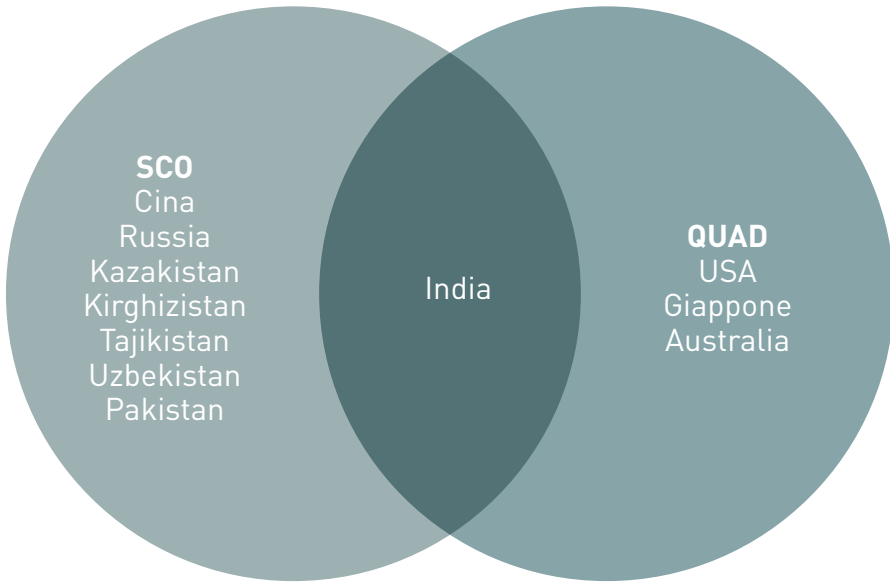 SCO
Cina
Russia
Kazakistan
Kirghizistan
Tajikistan
Uzbekistan
Pakistan
India
QUAD
USA
Giappone
Australia